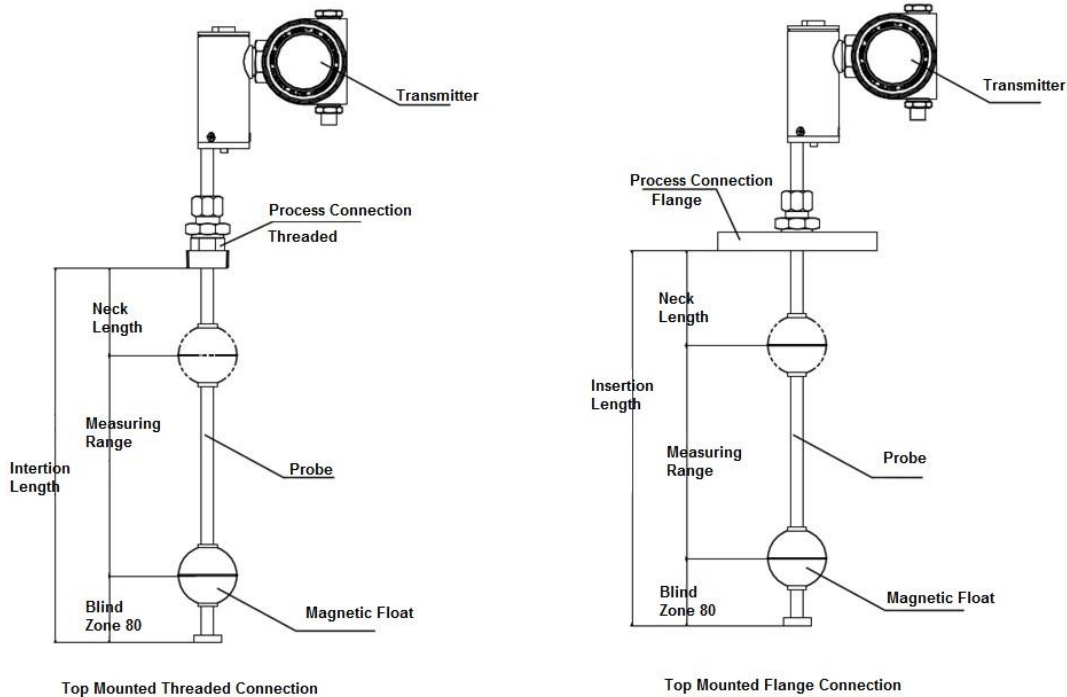 Transmitter
Process Connection
Threaded
Neck
Length
Measuring
Range
Intertion
Length
Probe
Blind
Zone 80
Magnetic Float
Top Mounted Threaded Connection
Transmitter
Process Connection
Flange
Neck
Length
Insertion
Length
Measuring
Range
Probe
Blind
Zone 80
Magnetic Float
Top Mounted Flange Connection